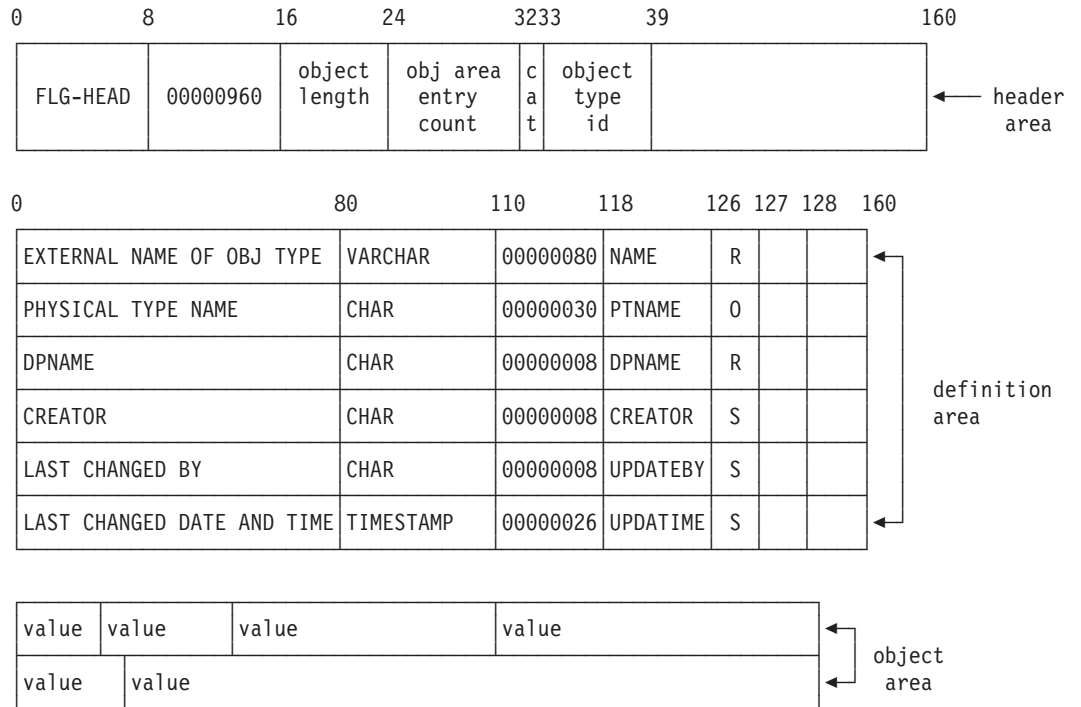 0 8 16 24 3233 39 160
FLG-HEAD 00000960 object length obj area entry count cat object type id header area
0 80 110 118 126 127 128 160
EXTERNAL NAME OF OBJ TYPE VARCHAR 00000080 NAME R
PHYSICAL TYPE NAME CHAR 00000030 PTNAME O
DPNAME CHAR 00000008 DPNAME R
CREATOR CHAR 00000008 CREATOR S
LAST CHANGED BY CHAR 00000008 UPDATEBY S
LAST CHANGED DATE AND TIME TIMESTAMP 00000026 UPDATIME S
definition
area
value value value value
value value
object
area